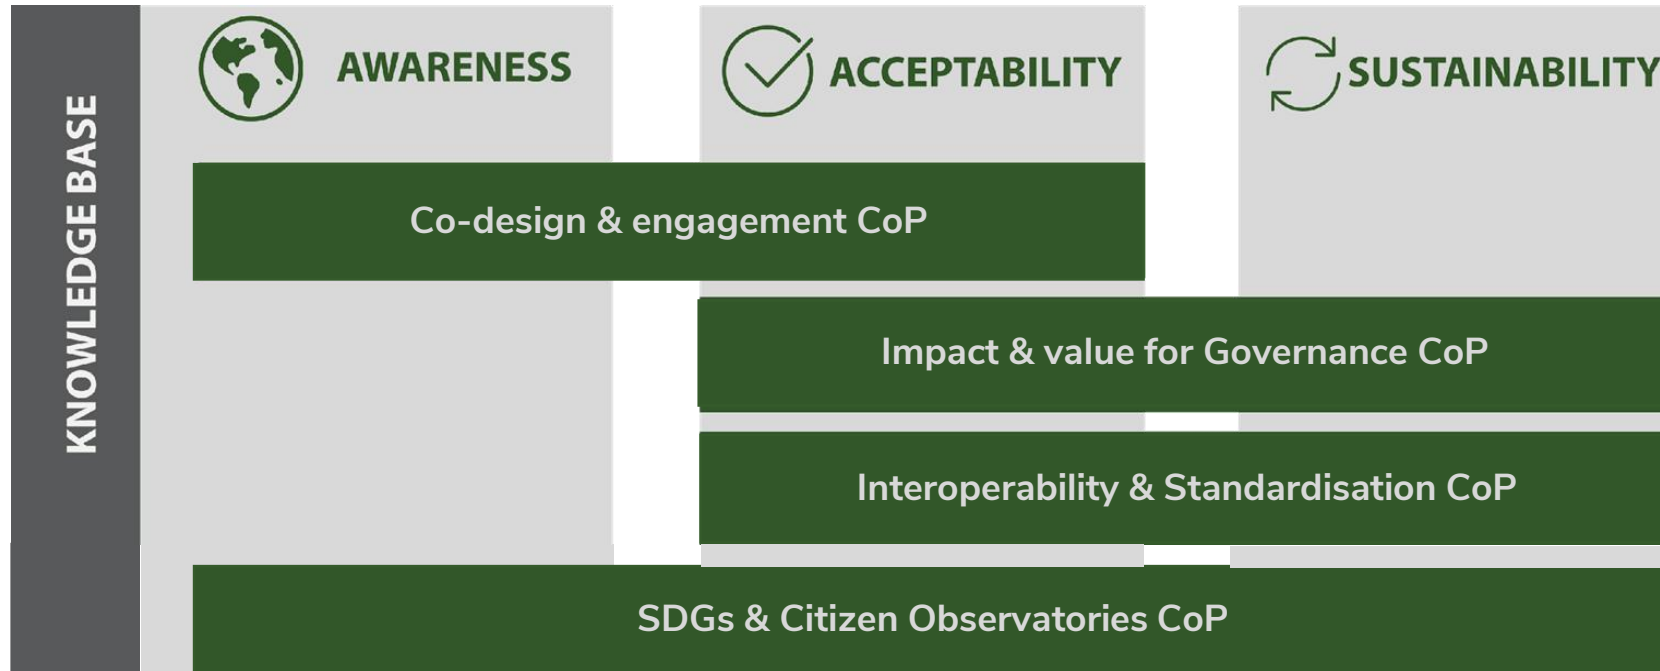 KNOWLEDGE BASE
AWARENESS
ACCEPTABILITY
SUSTAINABILITY
Co-design & engagement CoP
Impact & value for Governance CoP
Interoperability & Standardisation CoP
SDGs & Citizen Observatories CoP